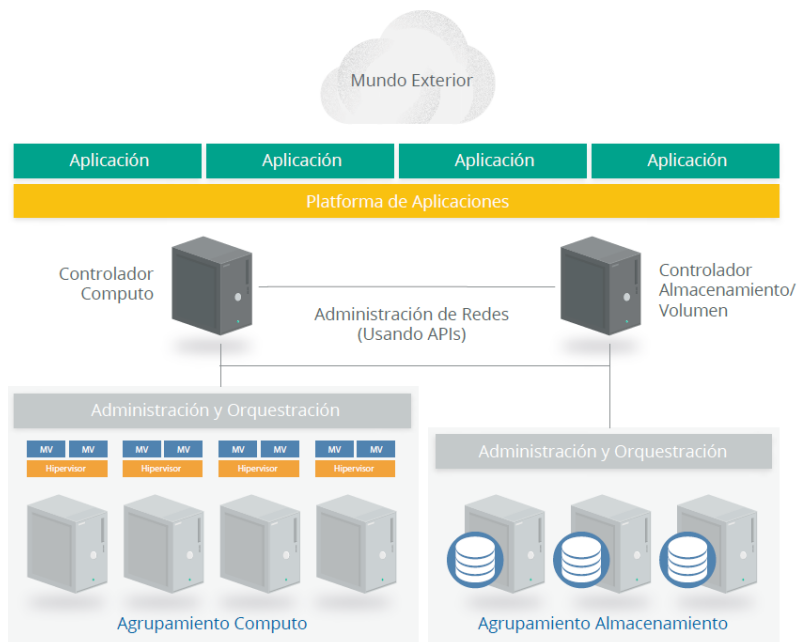 Mundo Exterior
Aplicación
Aplicación
Aplicación
Aplicación
Platforma de Aplicaciones
Controlador
Computo
Administración de Redes
(Usando APIs)
Controlador
Almacenamiento/
Volumen
Administración y Orquestración
MV MV MV MV MV MV MV MV
Hipervisor Hipervisor Hipervisor Hipervisor
Agrupamiento Computo
Administración y Orquestración
Agrupamiento Almacenamiento